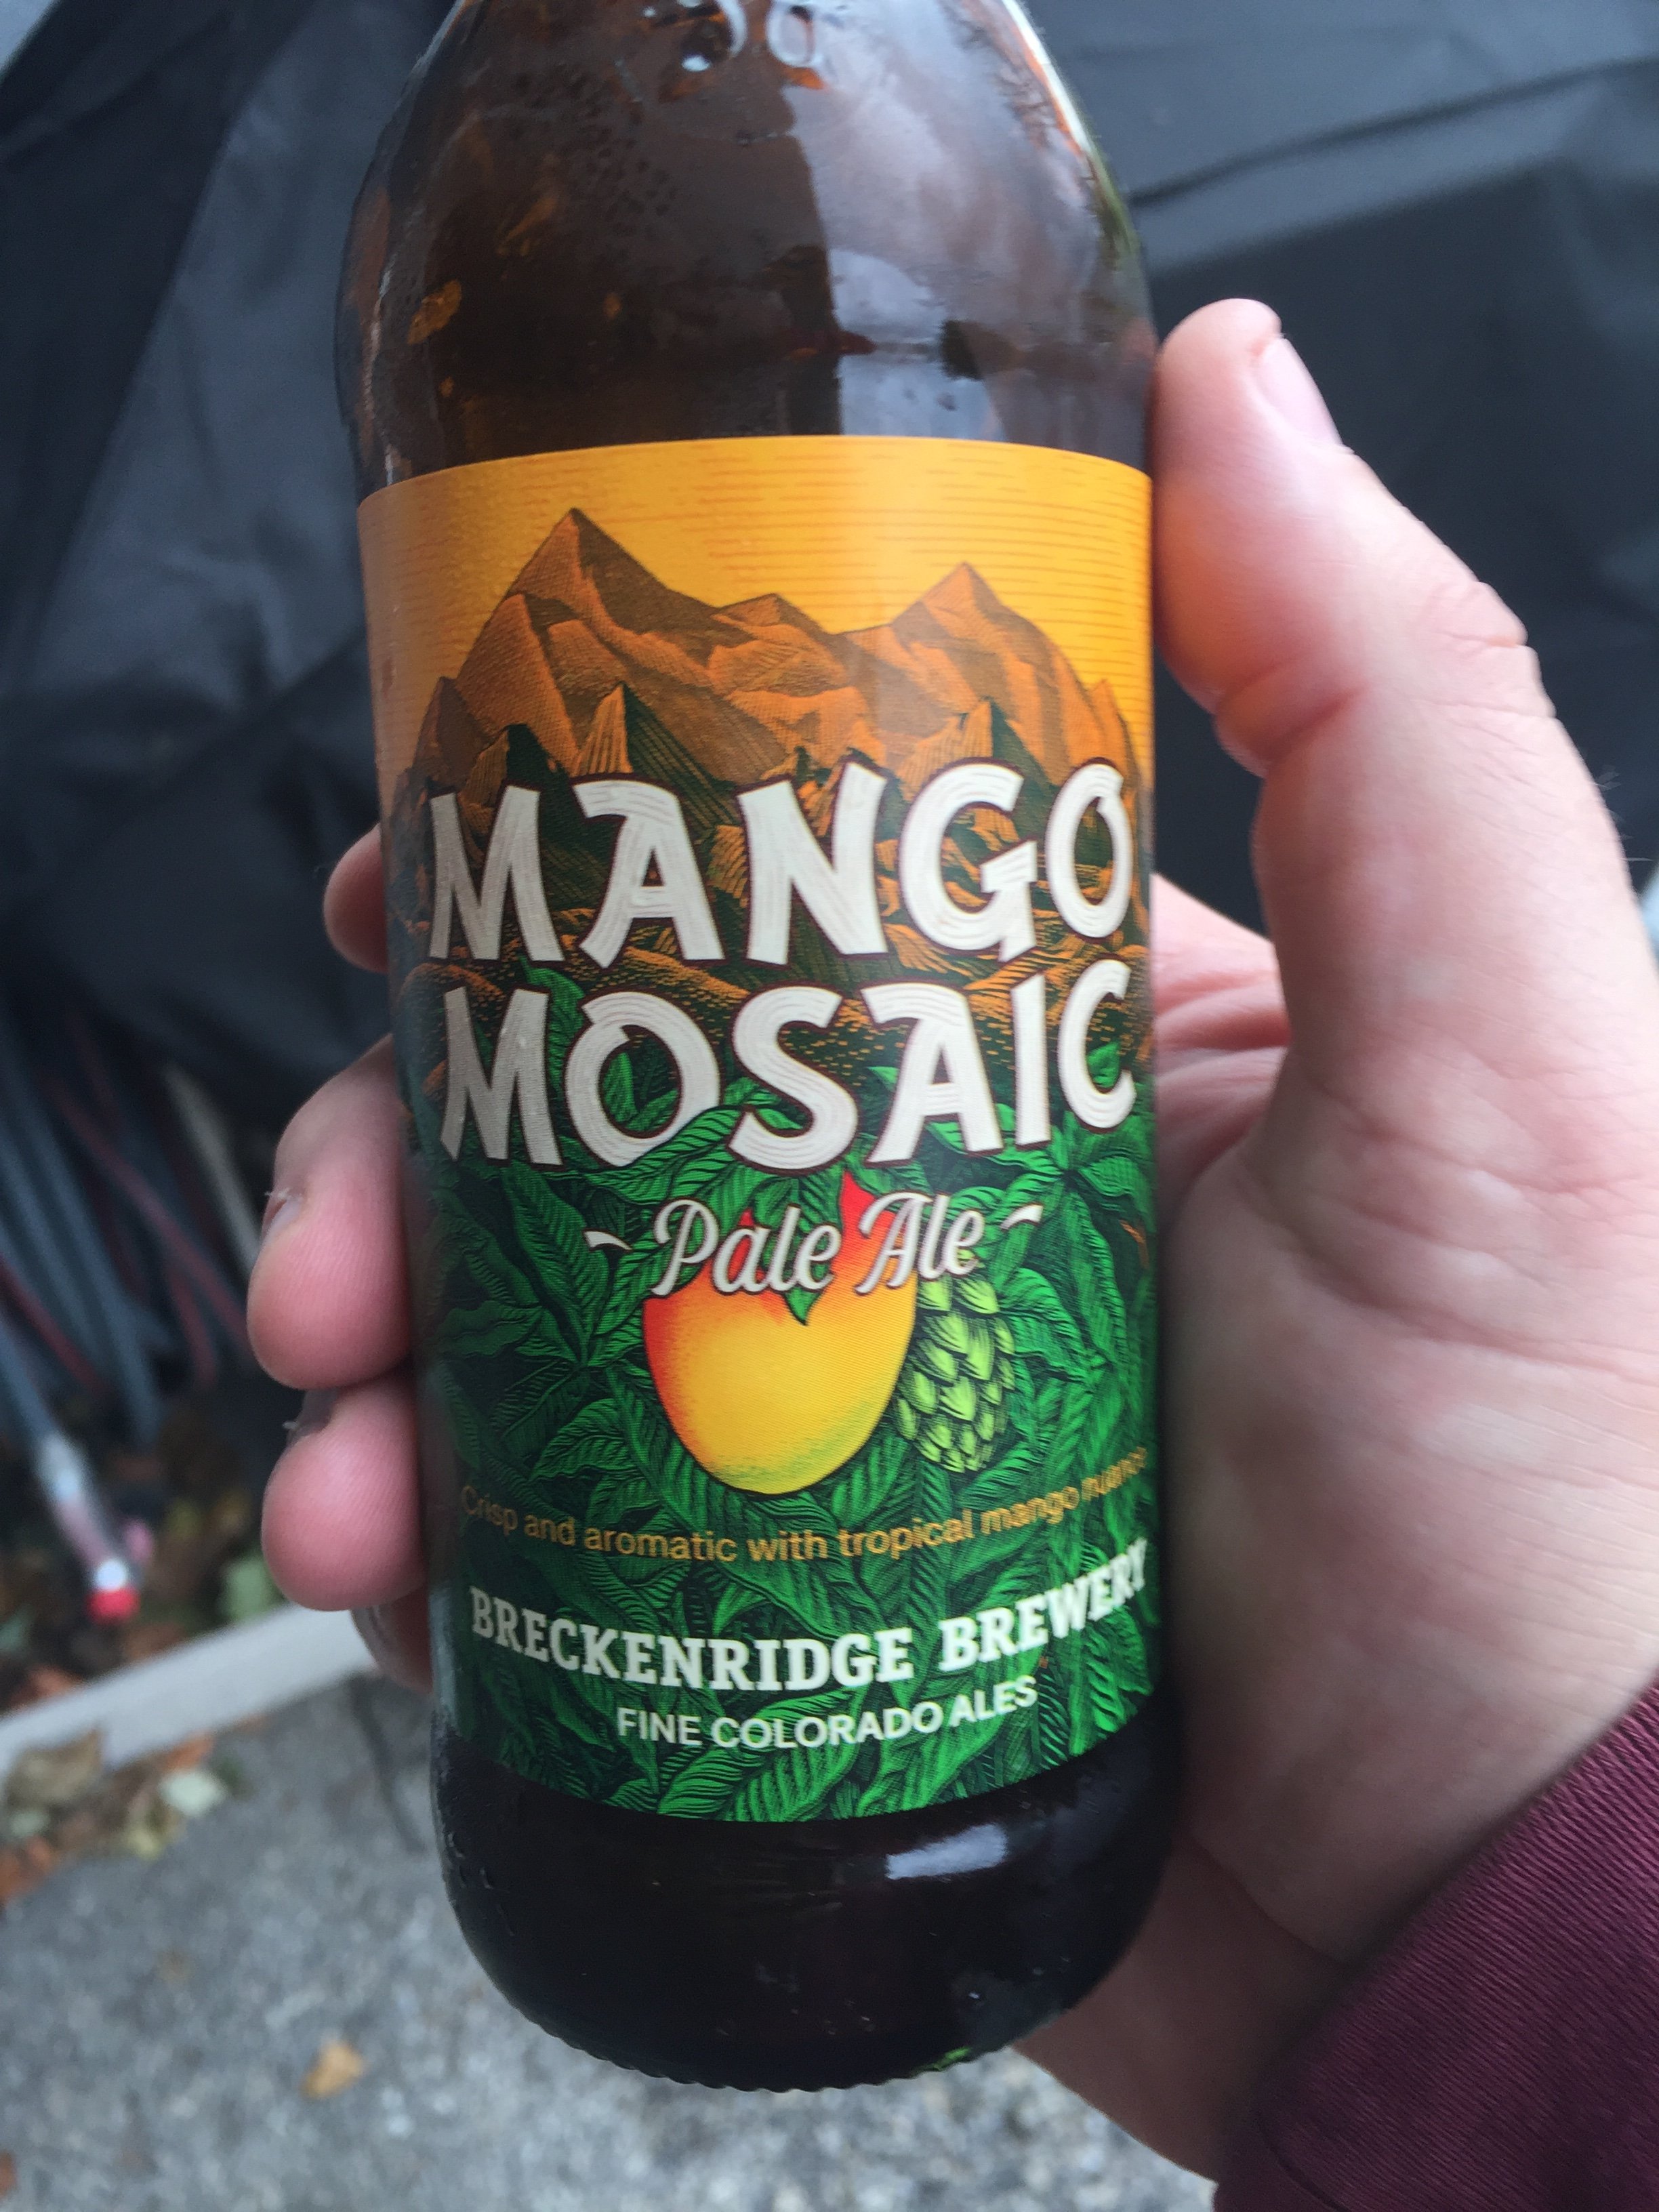 MANGO
MOSAIC
Pale Ale
Crisp and aromatic with tropical mango nuance
BRECKENRIDGE BREWERY
FINE COLORADO ALES